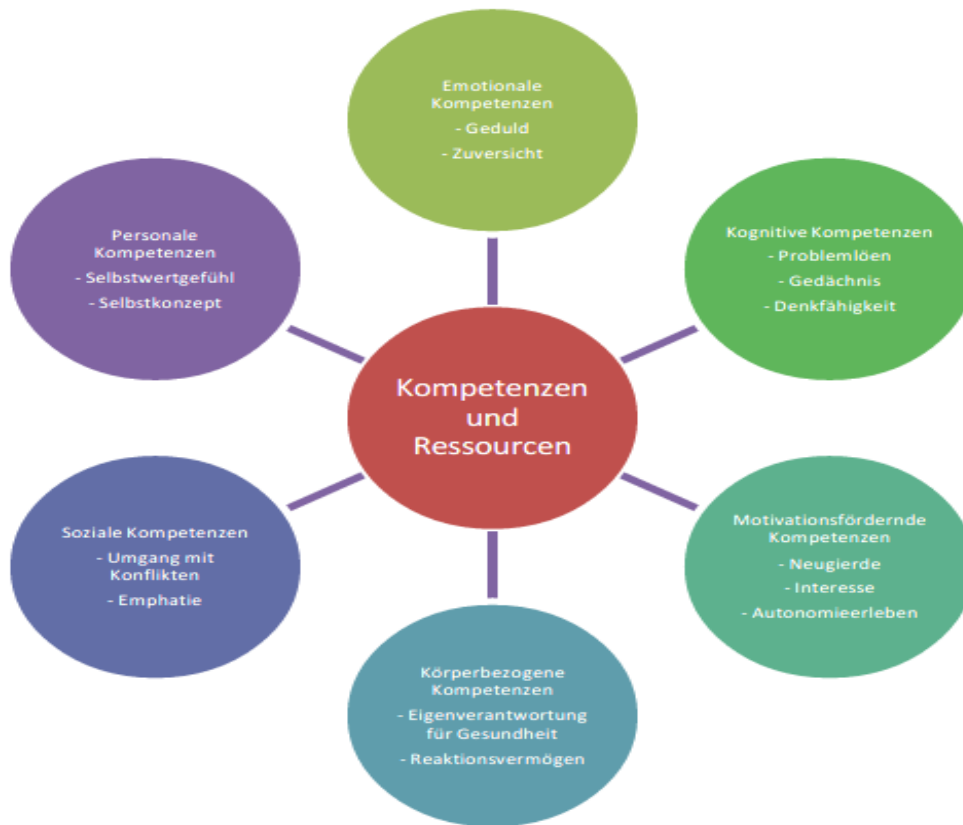 Emotionale
Kompetenzen
- Geduld
- Zuversicht
Kognitive Kompetenzen
- Problemlöen
- Gedächnis
- Denkfähigkeit
Motivationsfördernde
Kompetenzen
- Neugierde
- Interesse
- Autonomieerleben
Körperbezogene
Kompetenzen
- Eigenverantwortung
für Gesundheit
- Reaktionsvermögen
Soziale Kompetenzen
- Umgang mit
Konflikten
- Emphatie
Personale
Kompetenzen
- Selbstwertgefühl
- Selbstkonzept
Kompetenzen
und
Ressourcen